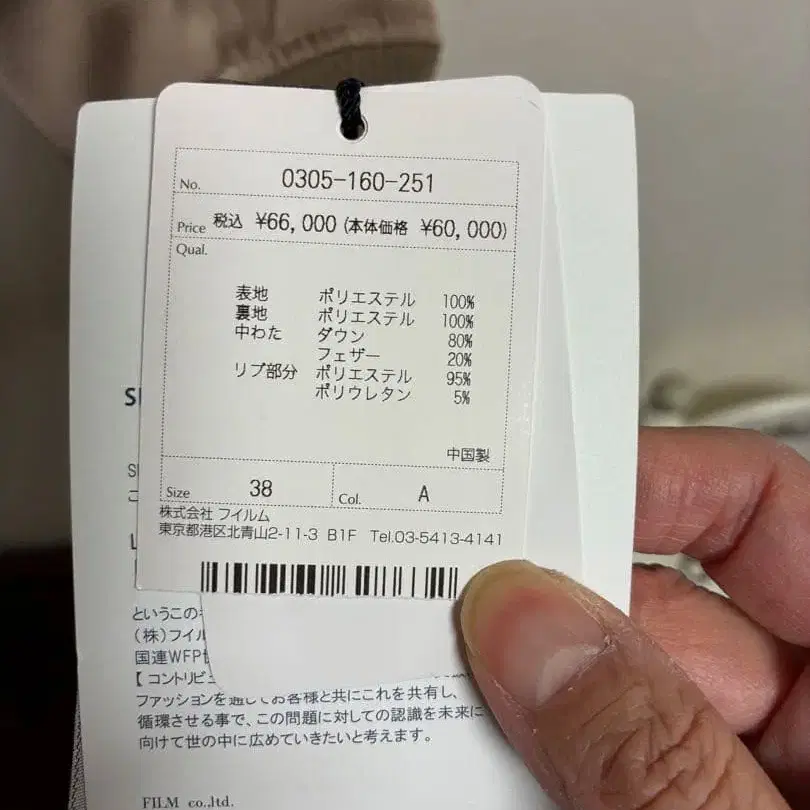 No. 0305-160-251
Price 税込 ¥66,000 (本体価格 ¥60,000)
Qual.
表地 ポリエステル 100%
裏地 ポリエステル 100%
中わた ダウン 80%
フェザー 20%
リブ部分 ポリエステル 95%
ポリウレタン 5%
中国製
Size 38 Col. A
株式会社 フイルム
東京都港区北青山2-11-3 B1F Tel.03-5413-4141
というこの
(株)フイル
国連WFP
【コントリビ
ファッションを通してお客様と共にこれを共有し、
循環させる事で、この問題に対しての認識を未来に
向けて世の中に広めていきたいと考えます。
FILM co.,ltd.